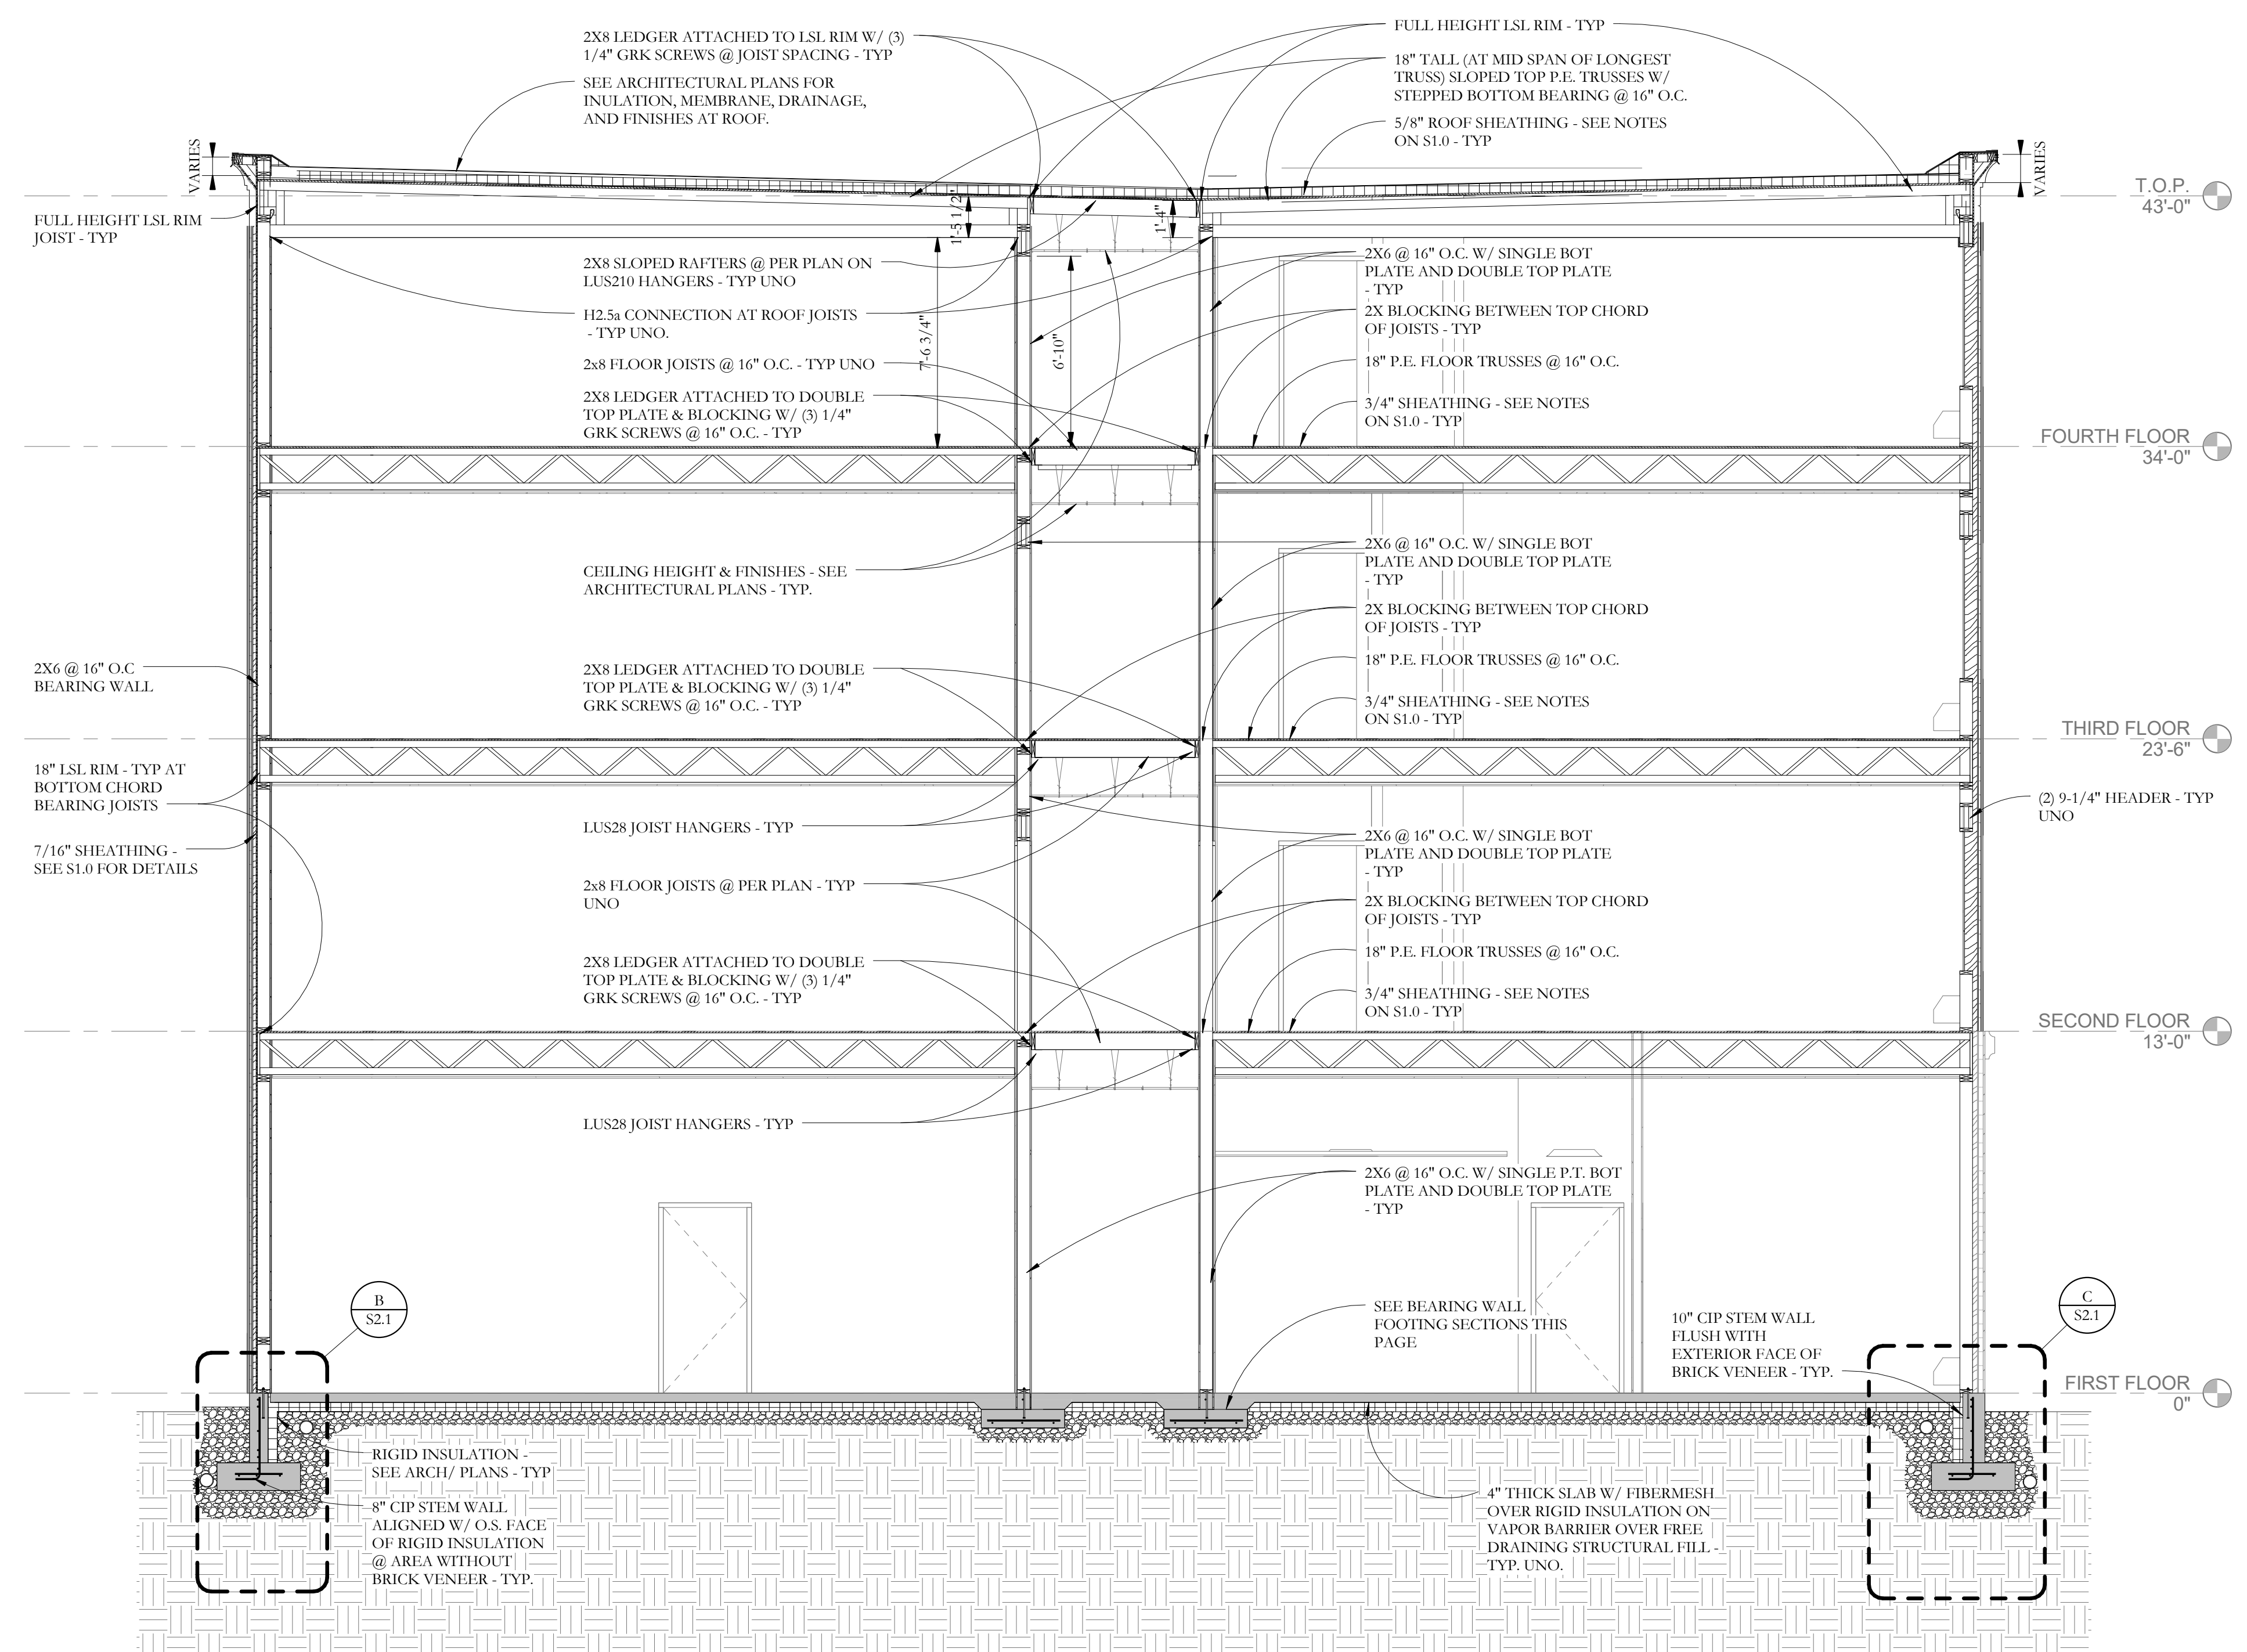 2X8 LEDGER ATTACHED TO LSL RIM W/ (3)
1/4" GRK SCREWS @ JOIST SPACING - TYP
SEE ARCHITECTURAL PLANS FOR
INULATION, MEMBRANE, DRAINAGE,
AND FINISHES AT ROOF.
FULL HEIGHT LSL RIM - TYP
18" TALL (AT MID SPAN OF LONGEST
TRUSS) SLOPED TOP P.E. TRUSSES W/
STEPPED BOTTOM BEARING @ 16" O.C.
5/8" ROOF SHEATHING - SEE NOTES
ON S1.0 - TYP
VARIES
VARIES
T.O.P.
43'-0"
FULL HEIGHT LSL RIM
JOIST - TYP
1'-5 1/2"
1'-4"
2X8 SLOPED RAFTERS @ PER PLAN ON
LUS210 HANGERS - TYP UNO
H2.5a CONNECTION AT ROOF JOISTS
- TYP UNO.
2x8 FLOOR JOISTS @ 16" O.C. - TYP UNO
7'-6 3/4"
6'-10"
2X8 LEDGER ATTACHED TO DOUBLE
TOP PLATE & BLOCKING W/ (3) 1/4"
GRK SCREWS @ 16" O.C. - TYP
2X6 @ 16" O.C. W/ SINGLE BOT
PLATE AND DOUBLE TOP PLATE
- TYP
2X BLOCKING BETWEEN TOP CHORD
OF JOISTS - TYP
18" P.E. FLOOR TRUSSES @ 16" O.C.
3/4" SHEATHING - SEE NOTES
ON S1.0 - TYP
FOURTH FLOOR
34'-0"
CEILING HEIGHT & FINISHES - SEE
ARCHITECTURAL PLANS - TYP.
2X6 @ 16" O.C. W/ SINGLE BOT
PLATE AND DOUBLE TOP PLATE
- TYP
2X BLOCKING BETWEEN TOP CHORD
OF JOISTS - TYP
2X6 @ 16" O.C
BEARING WALL
2X8 LEDGER ATTACHED TO DOUBLE
TOP PLATE & BLOCKING W/ (3) 1/4"
GRK SCREWS @ 16" O.C. - TYP
18" P.E. FLOOR TRUSSES @ 16" O.C.
3/4" SHEATHING - SEE NOTES
ON S1.0 - TYP
THIRD FLOOR
23'-6"
18" LSL RIM - TYP AT
BOTTOM CHORD
BEARING JOISTS
7/16" SHEATHING -
SEE S1.0 FOR DETAILS
LUS28 JOIST HANGERS - TYP
2x8 FLOOR JOISTS @ PER PLAN - TYP
UNO
(2) 9-1/4" HEADER - TYP
UNO
2X6 @ 16" O.C. W/ SINGLE BOT
PLATE AND DOUBLE TOP PLATE
- TYP
2X BLOCKING BETWEEN TOP CHORD
OF JOISTS - TYP
2X8 LEDGER ATTACHED TO DOUBLE
TOP PLATE & BLOCKING W/ (3) 1/4"
GRK SCREWS @ 16" O.C. - TYP
18" P.E. FLOOR TRUSSES @ 16" O.C.
3/4" SHEATHING - SEE NOTES
ON S1.0 - TYP
SECOND FLOOR
13'-0"
LUS28 JOIST HANGERS - TYP
2X6 @ 16" O.C. W/ SINGLE P.T. BOT
PLATE AND DOUBLE TOP PLATE
- TYP
B
S2.1
SEE BEARING WALL
FOOTING SECTIONS THIS
PAGE
10" CIP STEM WALL
FLUSH WITH
EXTERIOR FACE OF
BRICK VENEER - TYP.
C
S2.1
FIRST FLOOR
0"
RIGID INSULATION -
SEE ARCH/ PLANS - TYP
8" CIP STEM WALL
ALIGNED W/ O.S. FACE
OF RIGID INSULATION
@ AREA WITHOUT
BRICK VENEER - TYP.
4" THICK SLAB W/ FIBERMESH
OVER RIGID INSULATION ON
VAPOR BARRIER OVER FREE
DRAINING STRUCTURAL FILL -
TYP. UNO.